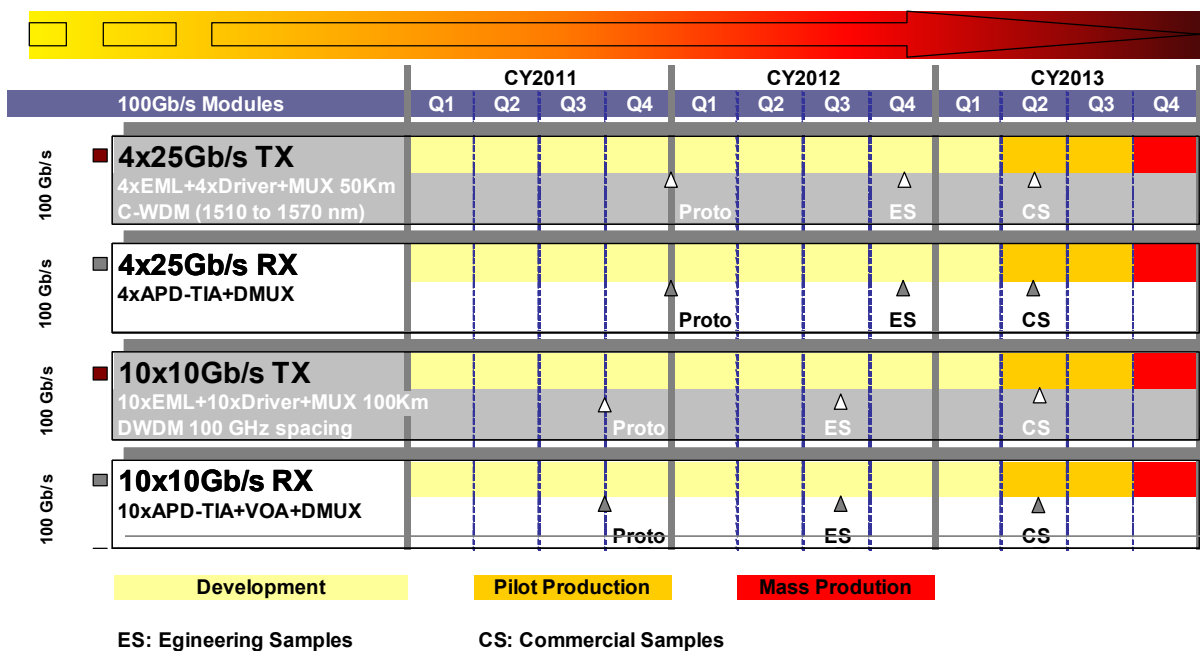 CY2011 CY2012 CY2013
100Gb/s Modules Q1 Q2 Q3 Q4 Q1 Q2 Q3 Q4 Q1 Q2 Q3 Q4
100 Gb/s
4x25Gb/s TX
4xEML+4xDriver+MUX 50Km
C-WDM (1510 to 1570 nm)
Proto ES CS
100 Gb/s
4x25Gb/s RX
4xAPD-TIA+DMUX
Proto ES CS
100 Gb/s
10x10Gb/s TX
10xEML+10xDriver+MUX 100Km
DWDM 100 GHz spacing
Proto ES CS
100 Gb/s
10x10Gb/s RX
10xAPD-TIA+VOA+DMUX
Proto ES CS
Development Pilot Production Mass Prodution
ES: Egineering Samples CS: Commercial Samples